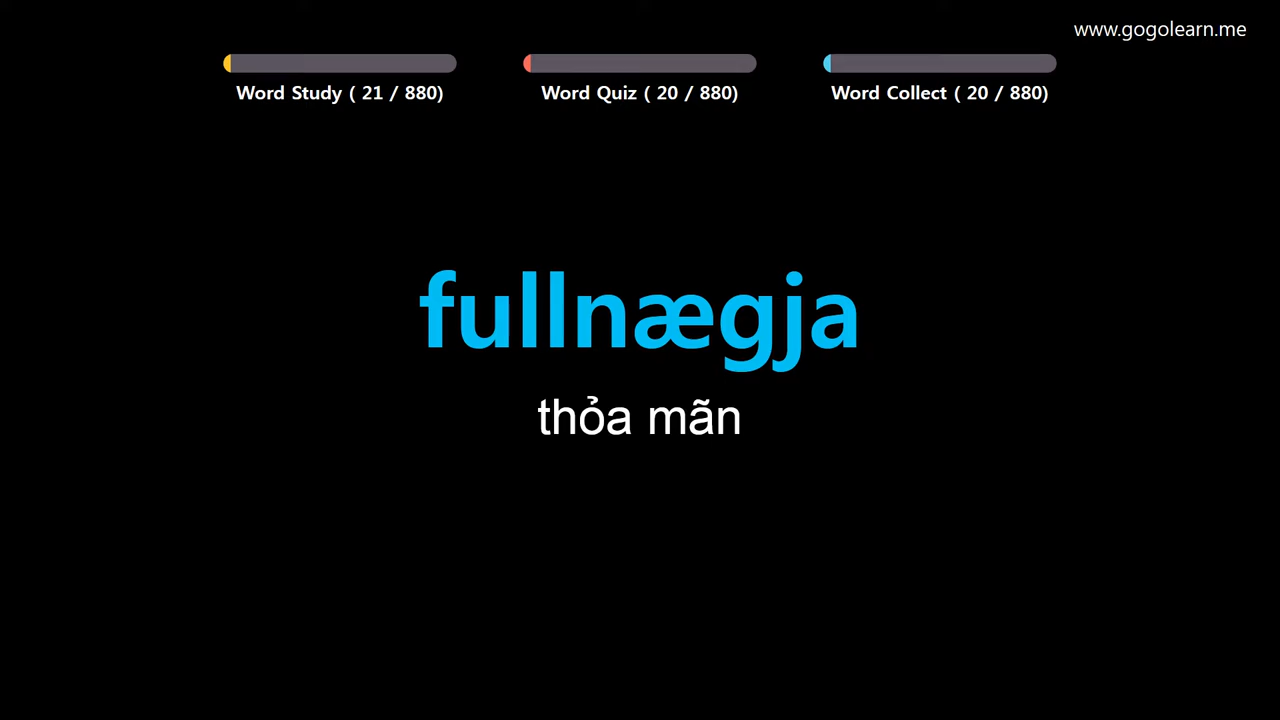 www.gogolearn.me
Word Study ( 21 / 880)
Word Quiz ( 20 / 880)
Word Collect ( 20 / 880)
fullnægja
thỏa mãn